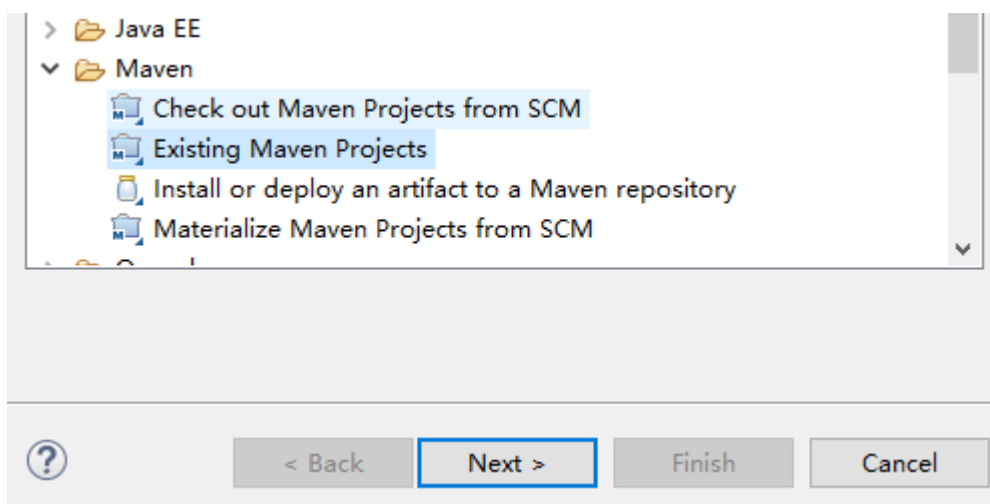 Java EE
Maven
Check out Maven Projects from SCM
Existing Maven Projects
Install or deploy an artifact to a Maven repository
Materialize Maven Projects from SCM
? < Back Next > Finish Cancel